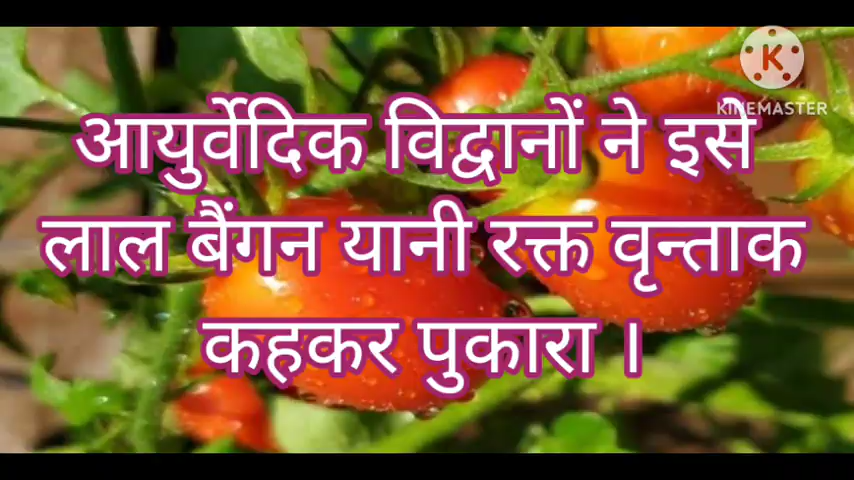 KINEMASTER
आयुर्वेदिक विद्वानों ने इसे
लाल बैंगन यानी रक्त वृन्ताक
कहकर पुकारा ।